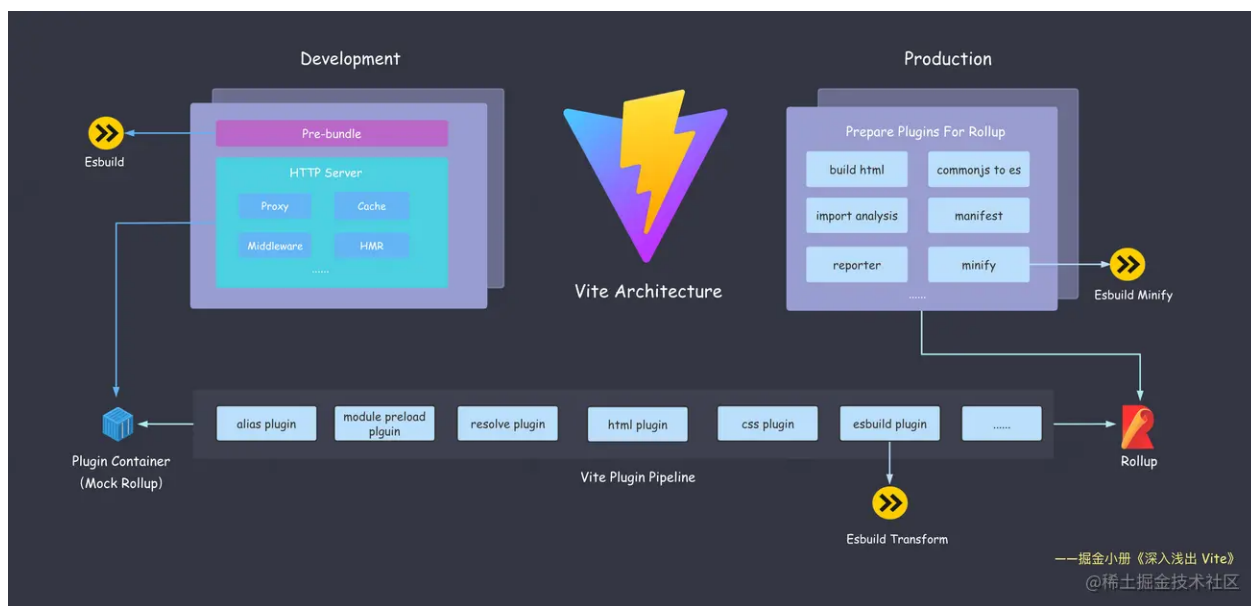 Development
Production
Pre-bundle
Esbuild
HTTP Server
Proxy
Cache
Middleware
HMR
......
Vite Architecture
Prepare Plugins For Rollup
build html
commonjs to es
import analysis
manifest
reporter
minify
......
Esbuild Minify
alias plugin
module preload
plguin
resolve plugin
html plugin
css plugin
esbuild plugin
......
Plugin Container
(Mock Rollup)
Vite Plugin Pipeline
Rollup
Esbuild Transform
——掘金小册《深入浅出 Vite》
@稀土掘金技术社区